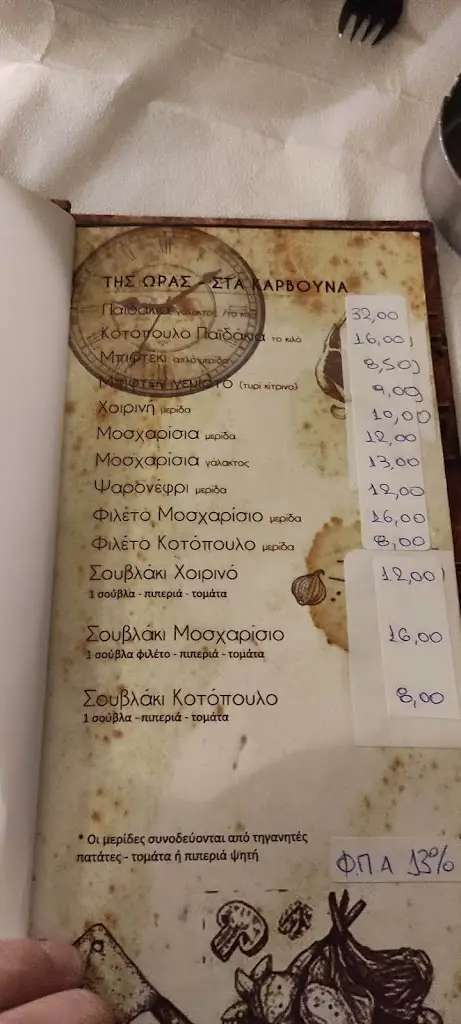 ΤΗΣ ΩΡΑΣ - ΣΤΑ ΚΑΡΒΟΥΝΑ
Παϊδάκια γάλακτος /το κιλό 32,00
Κοτόπουλο Παϊδάκια το κιλό 16,00
Μπιφτέκι απλό μερίδα 8,50
Μπιφτέκι γεμιστό (τυρί κίτρινο) 9,00
Χοιρινή μερίδα 10,00
Μοσχαρίσια μερίδα 12,00
Μοσχαρίσια γάλακτος 13,00
Ψαρονέφρι μερίδα 12,00
Φιλέτο Μοσχαρίσιο μερίδα 26,00
Φιλέτο Κοτόπουλο μερίδα 8,00
Σουβλάκι Χοιρινό 12,00
1 σούβλα - πιπεριά - τομάτα
Σουβλάκι Μοσχαρίσιο 16,00
1 σούβλα φιλέτο - πιπεριά - τομάτα
Σουβλάκι Κοτόπουλο 8,00
1 σούβλα - πιπεριά - τομάτα
* Οι μερίδες συνοδεύονται από τηγανητές
πατάτες - τομάτα ή πιπεριά ψητή
Φ.Π Α 13%